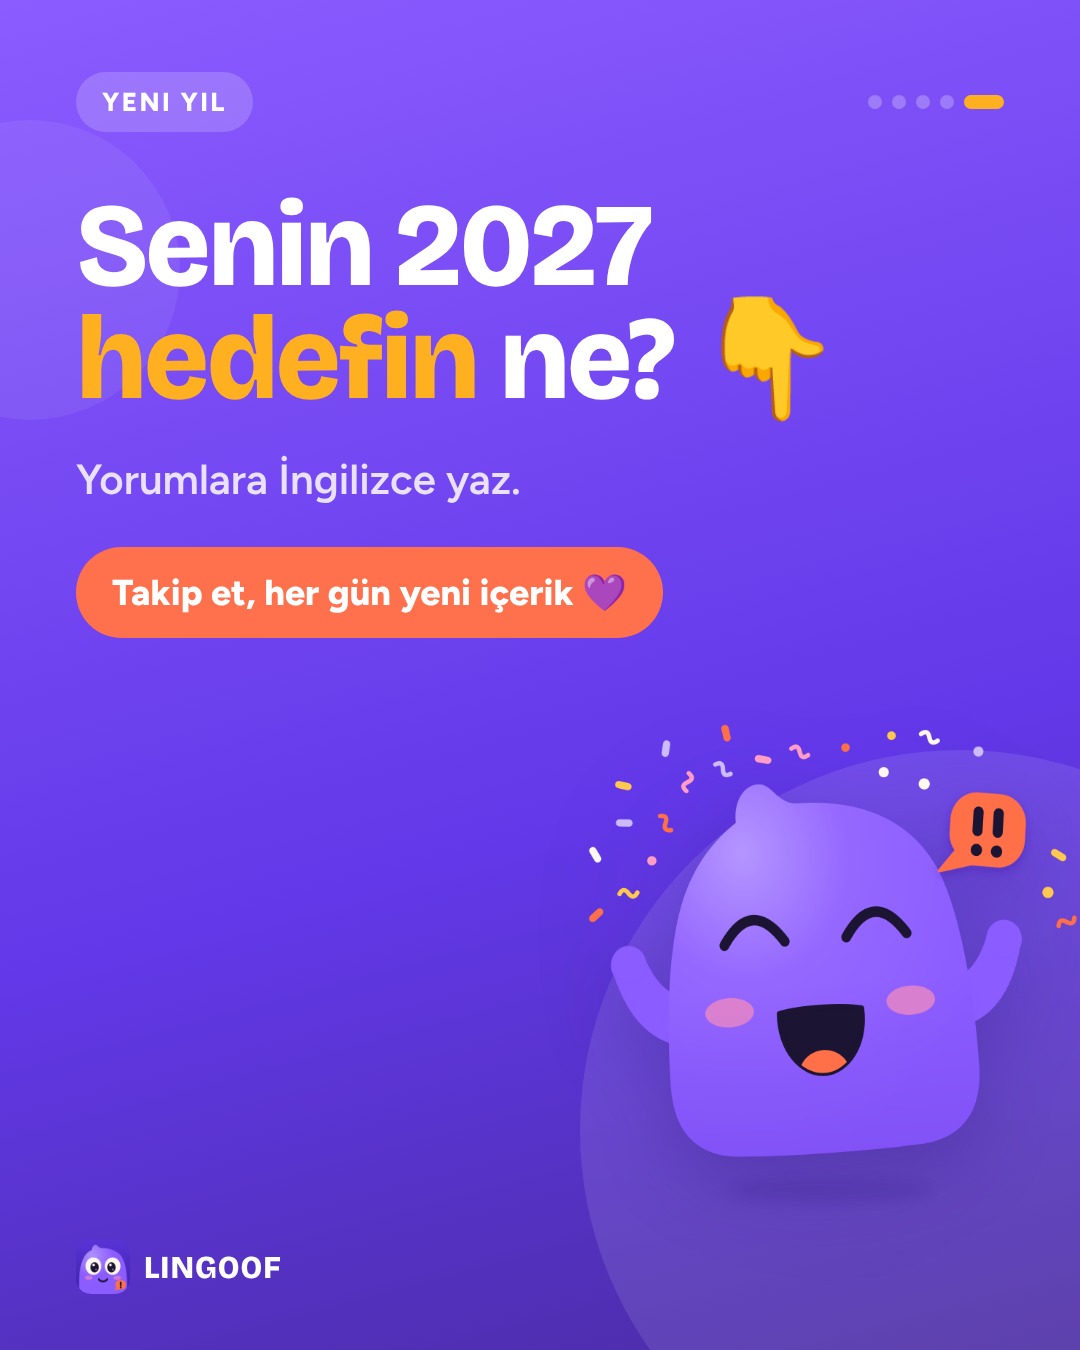 YENI YIL
Senin 2027
hedefin ne? 👇
Yorumlara İngilizce yaz.
Takip et, her gün yeni içerik 💜
!!
LINGOOF